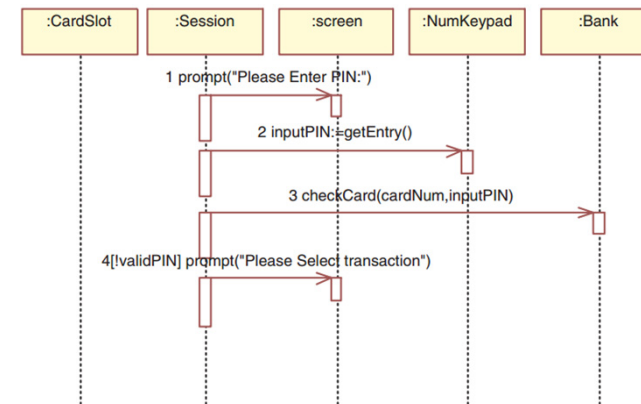 :CardSlot
:Session
:screen
:NumKeypad
:Bank
1 prompt("Please Enter PIN:")
2 inputPIN:=getEntry()
3 checkCard(cardNum,inputPIN)
4[!validPIN] prompt("Please Select transaction")